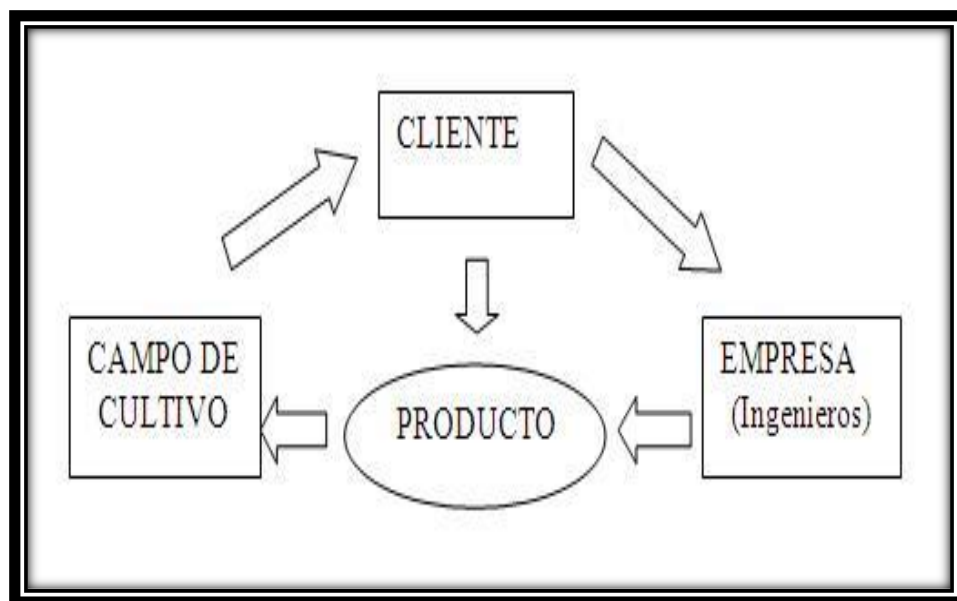 CLIENTE
CAMPO DE
CULTIVO
PRODUCTO
EMPRESA
(Ingenieros)